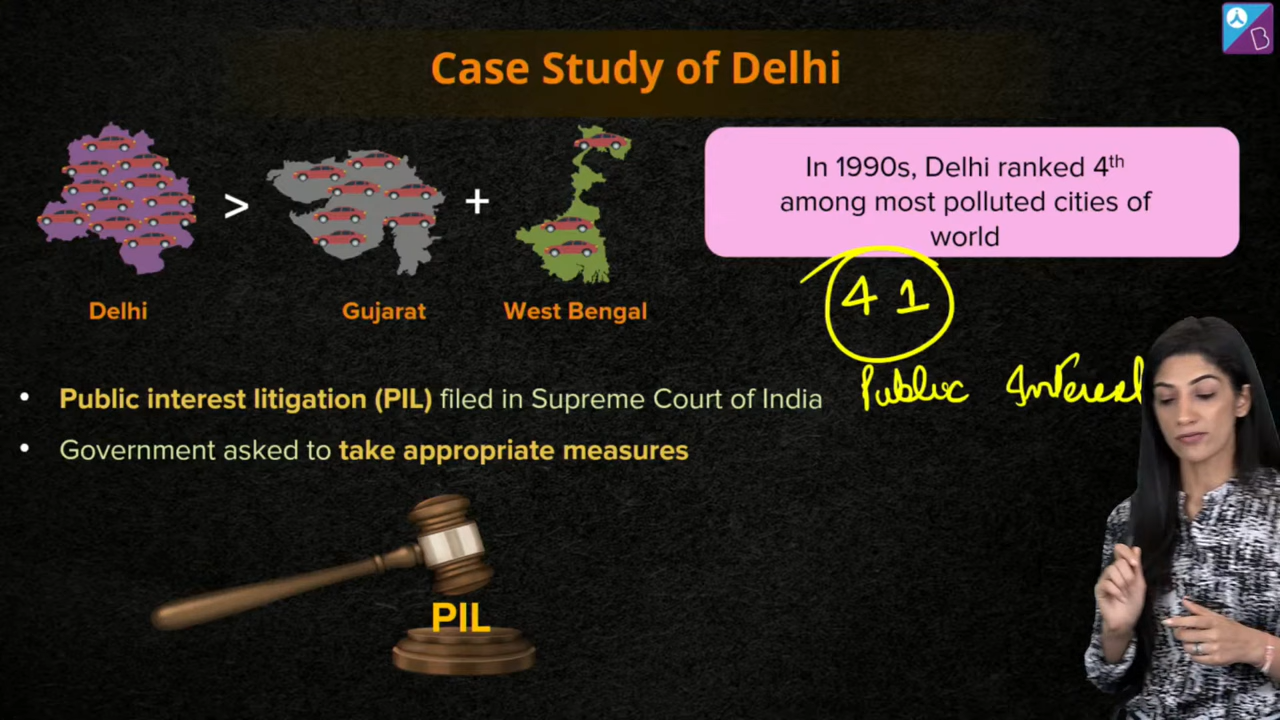 Case Study of Delhi
>
+
Delhi
Gujarat
West Bengal
In 1990s, Delhi ranked 4th
among most polluted cities of
world
4 1
Public Interest
• Public interest litigation (PIL) filed in Supreme Court of India
• Government asked to take appropriate measures
PIL
B